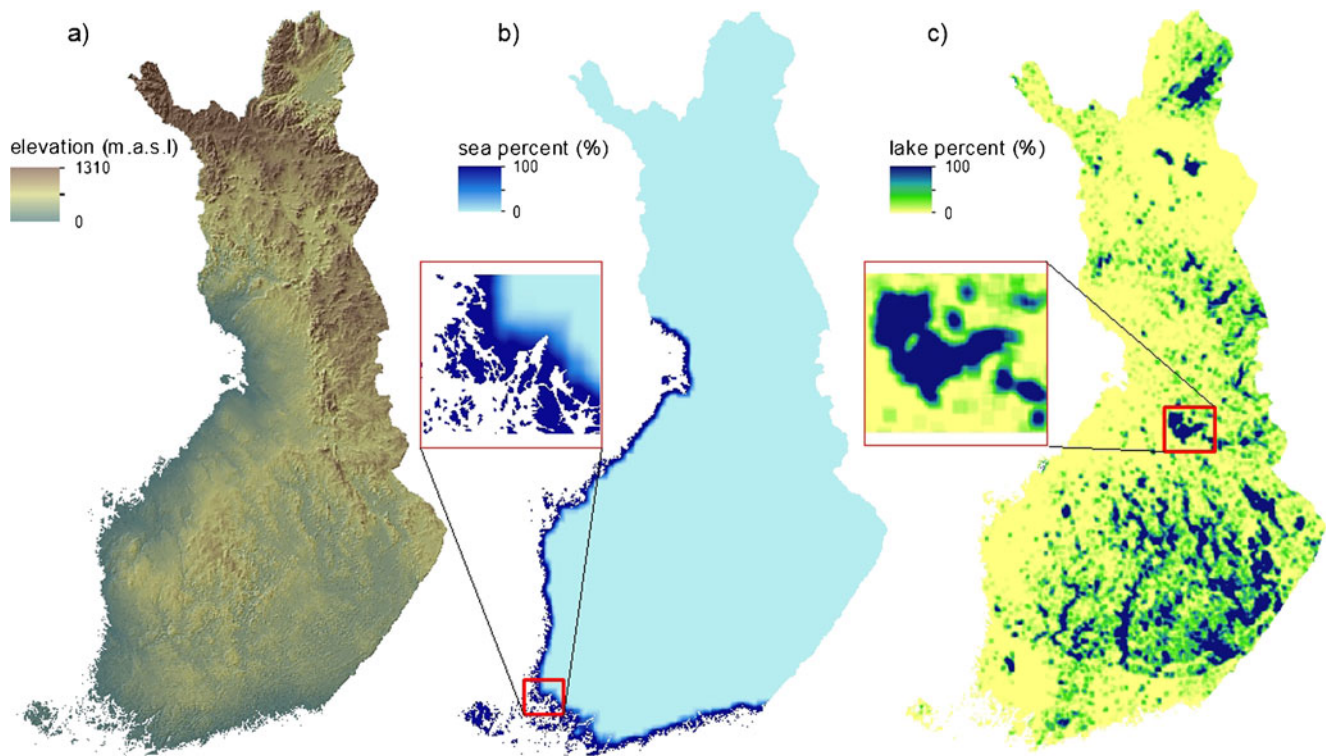 a)
elevation (m.a.s.l)
1310
0
b)
sea percent (%)
100
0
c)
lake percent (%)
100
0